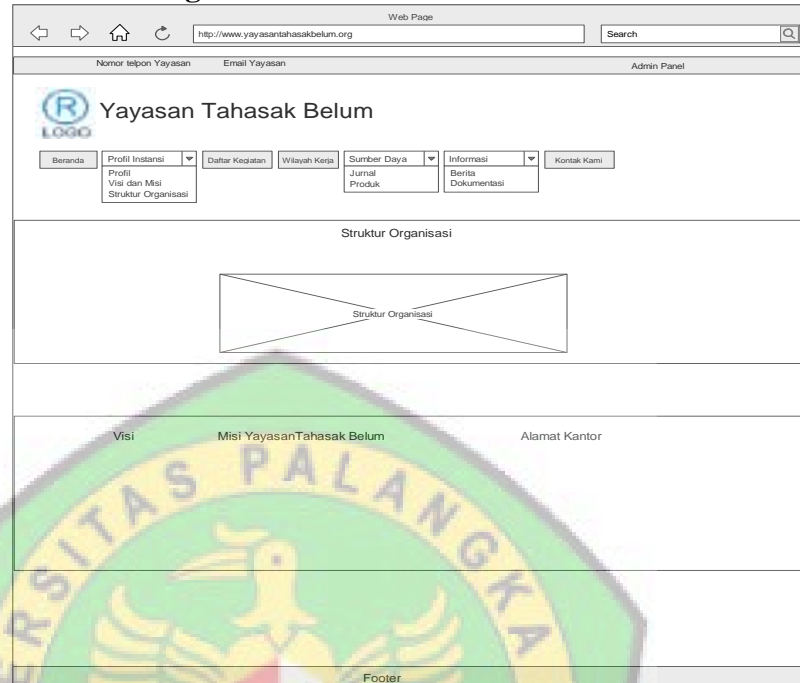 Web Page
http://www.yayasantahasakbelum.org
Search
Nomor telpon Yayasan Email Yayasan Admin Panel
R
LOGO
Yayasan Tahasak Belum
Beranda Profil Instansi Daftar Kegiatan Wilayah Kerja Sumber Daya Informasi Kontak Kami
Profil Jurnal Berita
Visi dan Misi Produk Dokumentasi
Struktur Organisasi
Struktur Organisasi
Struktur Organisasi
Visi Misi YayasanTahasak Belum Alamat Kantor
ERSITAS PALANGKA
Footer